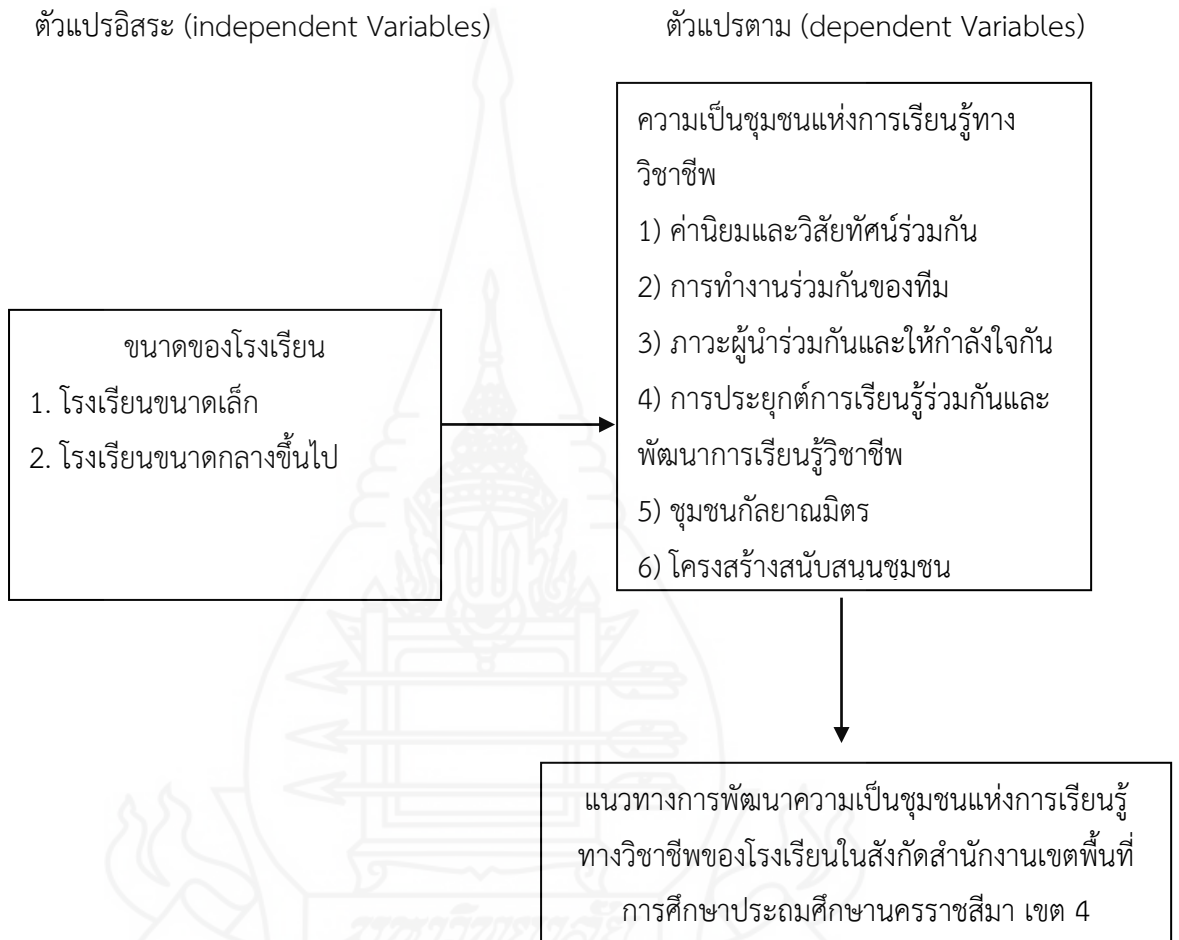 ตัวแปรอิสระ (independent Variables)
ตัวแปรตาม (dependent Variables)
ขนาดของโรงเรียน
1. โรงเรียนขนาดเล็ก
2. โรงเรียนขนาดกลางขึ้นไป
ความเป็นชุมชนแห่งการเรียนรู้ทาง
วิชาชีพ
1) ค่านิยมและวิสัยทัศน์ร่วมกัน
2) การทำงานร่วมกันของทีม
3) ภาวะผู้นำร่วมกันและให้กำลังใจกัน
4) การประยุกต์การเรียนรู้ร่วมกันและ
พัฒนาการเรียนรู้วิชาชีพ
5) ชุมชนกัลยาณมิตร
6) โครงสร้างสนับสนุนชุมชน
แนวทางการพัฒนาความเป็นชุมชนแห่งการเรียนรู้
ทางวิชาชีพของโรงเรียนในสังกัดสำนักงานเขตพื้นที่
การศึกษาประถมศึกษานครราชสีมา เขต 4